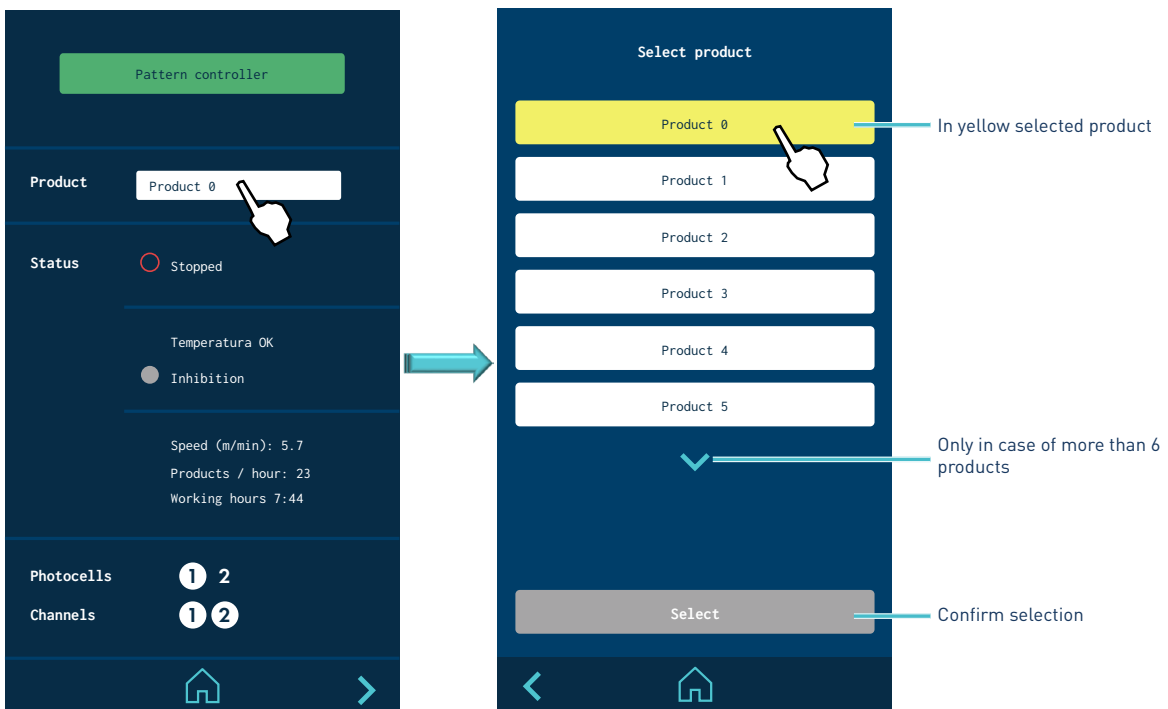 Pattern controller
Product
Product 0
Status
Stopped
Temperatura OK
Inhibition
Speed (m/min): 5.7
Products / hour: 23
Working hours 7:44
Photocells 1 2
Channels 1 2
Select product
Product 0
Product 1
Product 2
Product 3
Product 4
Product 5
Select
In yellow selected product
Only in case of more than 6
products
Confirm selection